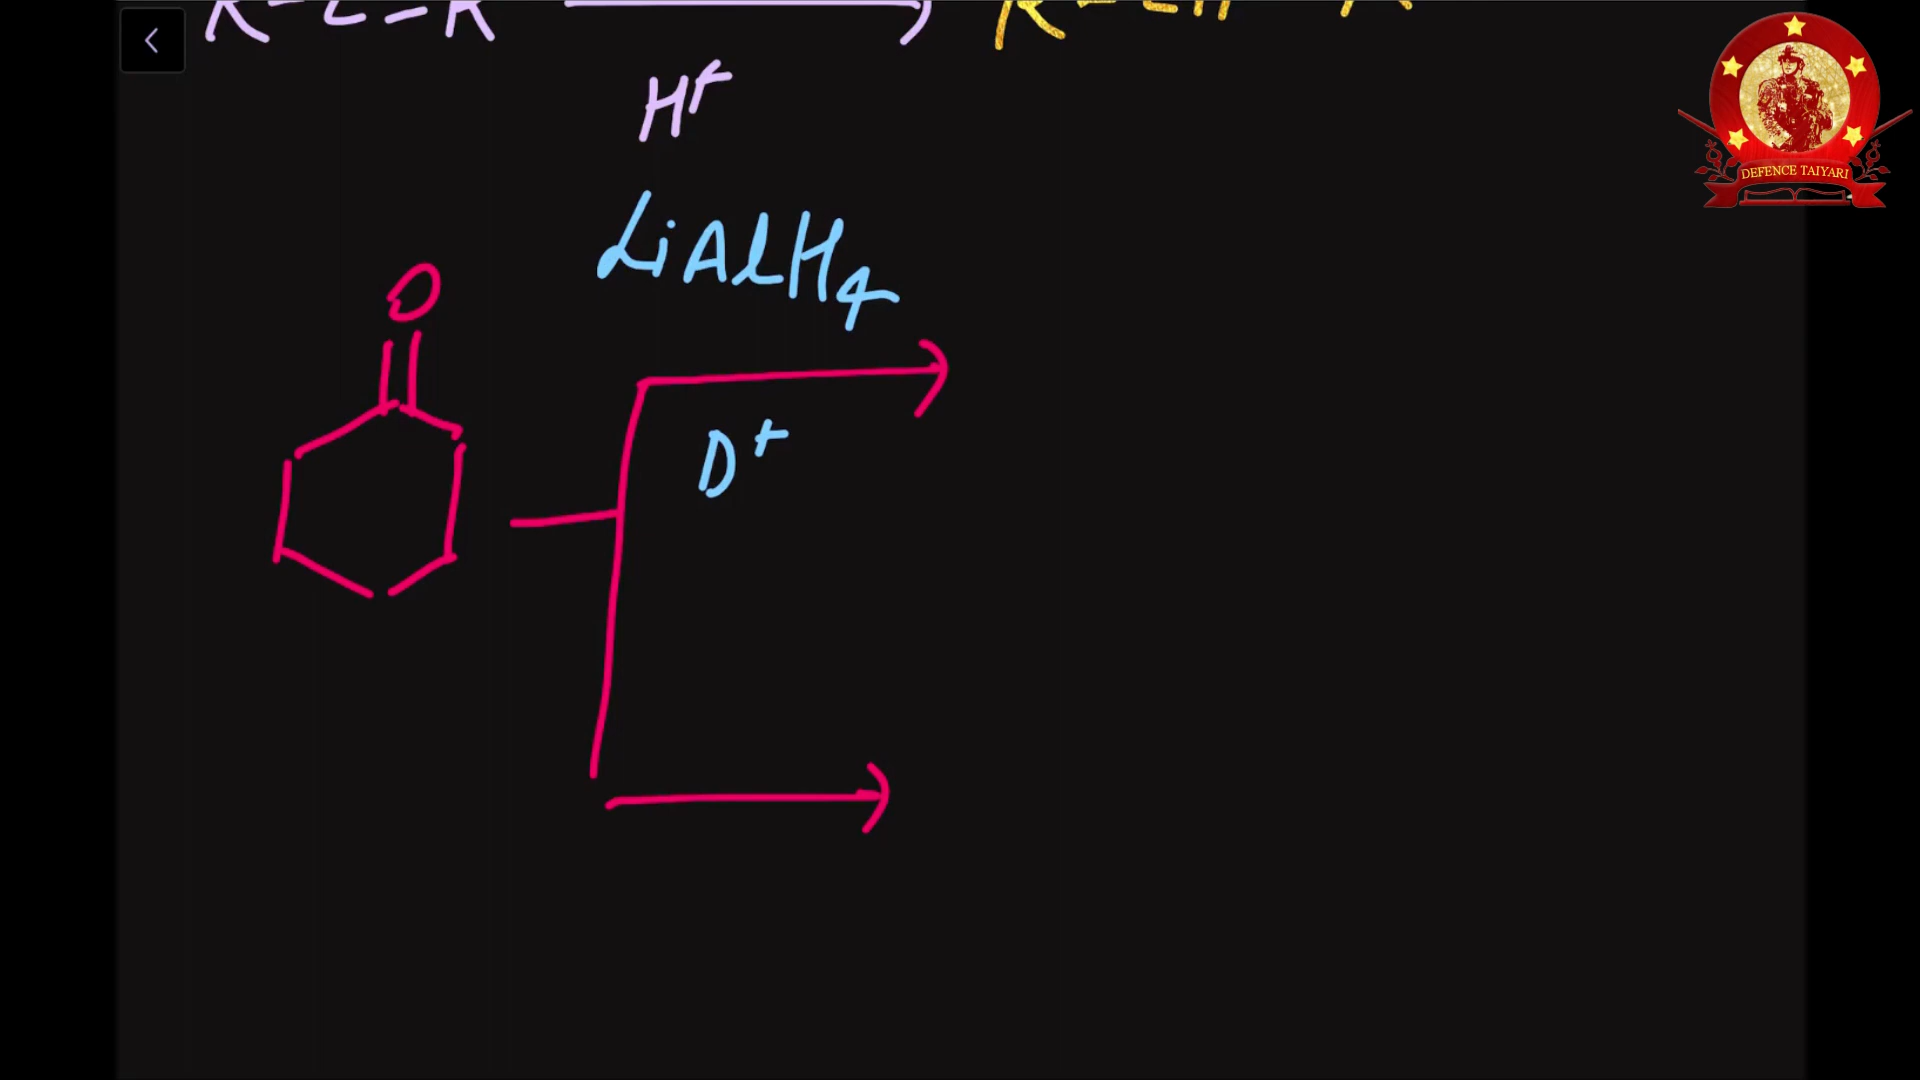 H⁺
LiAlH₄
O
D⁺
DEFENCE TAIYARI